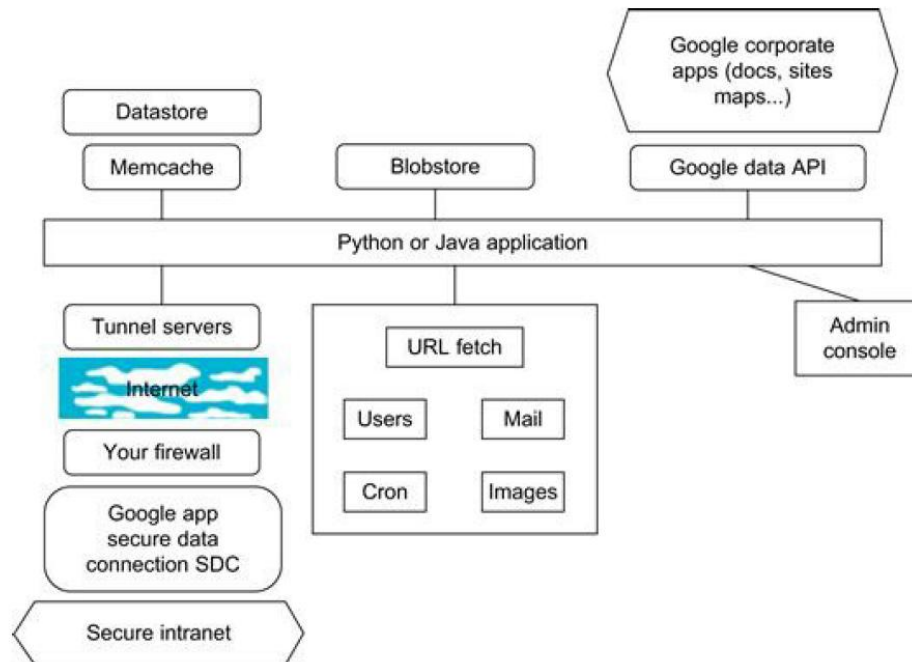 Google corporate
apps (docs, sites
maps...)
Datastore
Memcache
Blobstore
Google data API
Python or Java application
Tunnel servers
Internet
Your firewall
Google app
secure data
connection SDC
Secure intranet
URL fetch
Users
Mail
Cron
Images
Admin
console